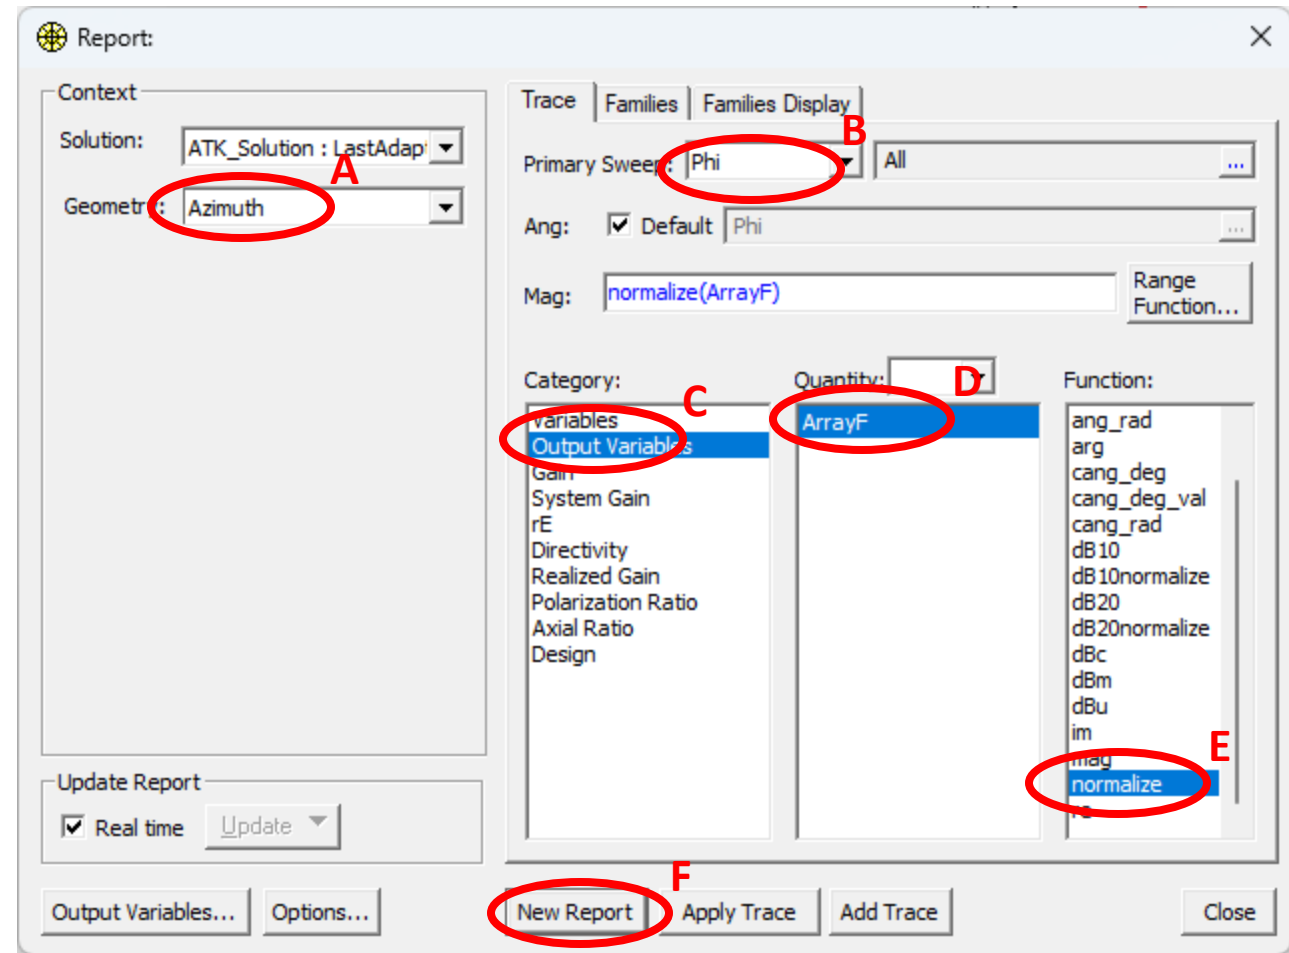 Report:
Context
Solution:
ATK_Solution : LastAdap
A
Geometry:
Azimuth
Trace
Families
Families Display
B
Primary Sweep:
Phi
All
...
Ang:
Default
Phi
...
Mag:
normalize(ArrayF)
Range
Function...
Category:
C
Variables
Output Variables
Gain
System Gain
rE
Directivity
Realized Gain
Polarization Ratio
Axial Ratio
Design
Quantity:
D
ArrayF
Function:
ang_rad
arg
cang_deg
cang_deg_val
cang_rad
dB10
dB10normalize
dB20
dB20normalize
dBc
dBm
dBu
im
mag
E
normalize
re
Update Report
Real time
Update
F
Output Variables...
Options...
New Report
Apply Trace
Add Trace
Close